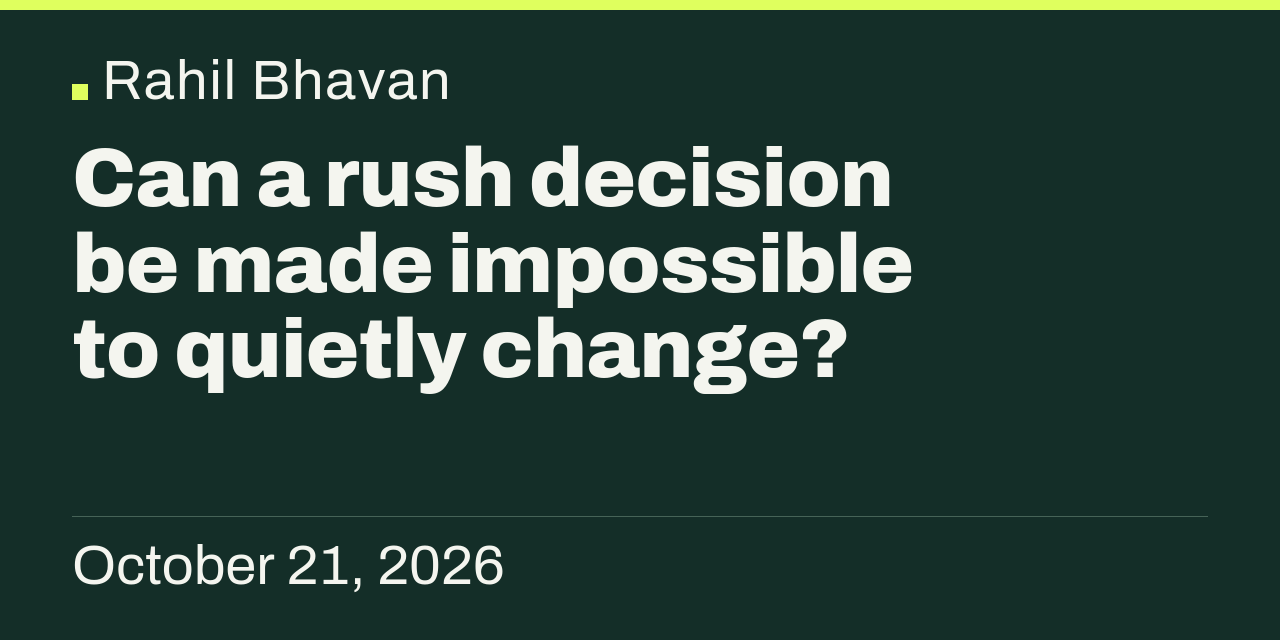 Rahil Bhavan
Can a rush decision
be made impossible
to quietly change?
October 21, 2026